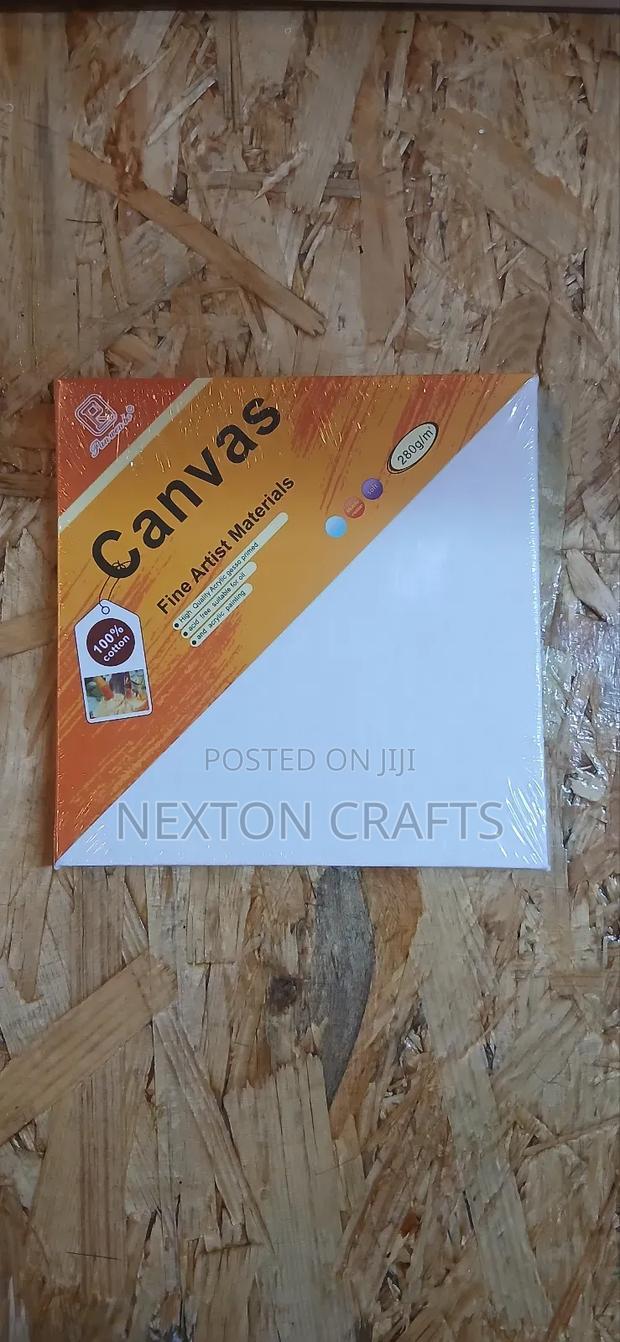 Canvas
Fine Artist Materials
High Quality Acrylic gesso primed
acid free suitable for oil
and acrylic painting
280g/m²
100%
cotton
POSTED ON JIJI
NEXTON CRAFTS